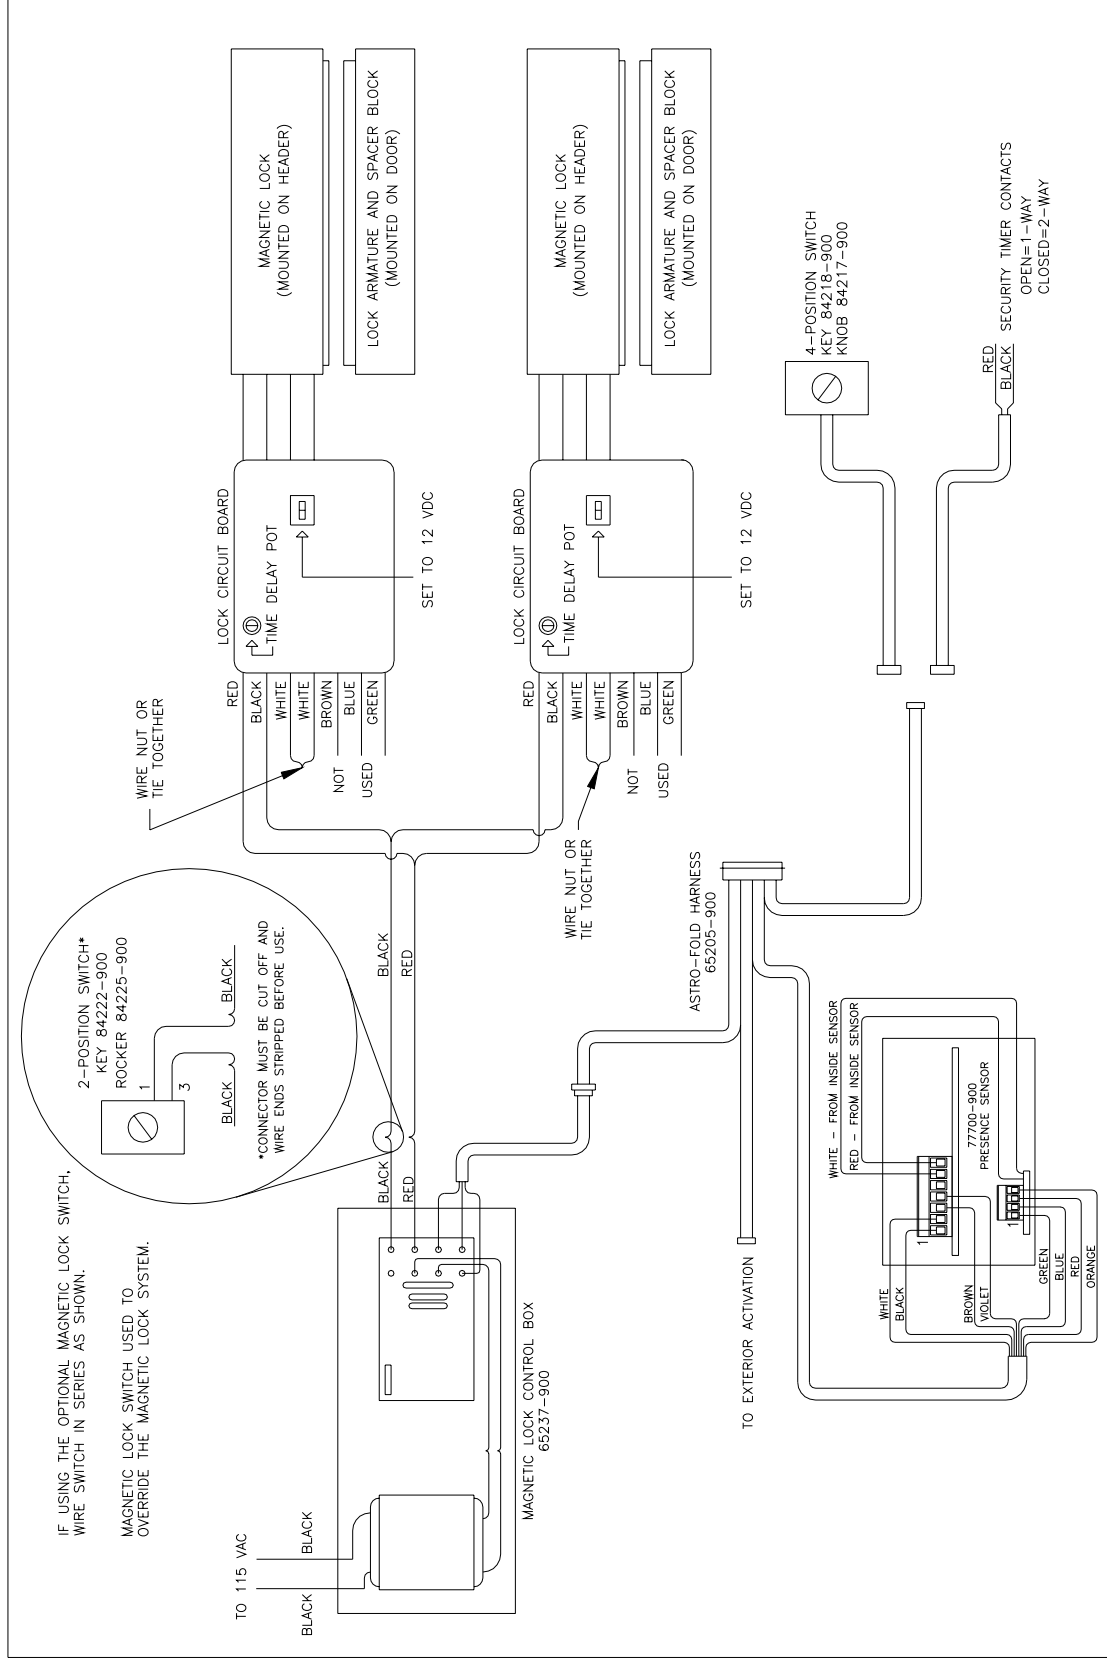 IF USING THE OPTIONAL MAGNETIC LOCK SWITCH,
WIRE SWITCH IN SERIES AS SHOWN.
MAGNETIC LOCK SWITCH USED TO
OVERRIDE THE MAGNETIC LOCK SYSTEM.
2-POSITION SWITCH*
KEY 84222-900
ROCKER 84225-900
1
3
BLACK
BLACK
*CONNECTOR MUST BE CUT OFF AND
WIRE ENDS STRIPPED BEFORE USE.
WIRE NUT OR
TIE TOGETHER
TO 115 VAC
BLACK
BLACK
BLACK
RED
BLACK
RED
MAGNETIC LOCK CONTROL BOX
65237-900
LOCK CIRCUIT BOARD
TIME DELAY POT
RED
BLACK
WHITE
WHITE
BROWN
BLUE
GREEN
NOT
USED
SET TO 12 VDC
MAGNETIC LOCK
(MOUNTED ON HEADER)
LOCK ARMATURE AND SPACER BLOCK
(MOUNTED ON DOOR)
LOCK CIRCUIT BOARD
TIME DELAY POT
RED
BLACK
WHITE
WHITE
BROWN
BLUE
GREEN
NOT
USED
WIRE NUT OR
TIE TOGETHER
SET TO 12 VDC
MAGNETIC LOCK
(MOUNTED ON HEADER)
LOCK ARMATURE AND SPACER BLOCK
(MOUNTED ON DOOR)
ASTRO-FOLD HARNESS
65205-900
4-POSITION SWITCH
KEY 84218-900
KNOB 84217-900
RED
BLACK
SECURITY TIMER CONTACTS
OPEN=1-WAY
CLOSED=2-WAY
TO EXTERIOR ACTIVATION
WHITE - FROM INSIDE SENSOR
RED - FROM INSIDE SENSOR
77700-900
PRESENCE SENSOR
1
1
WHITE
BLACK
BROWN
VIOLET
GREEN
BLUE
RED
ORANGE